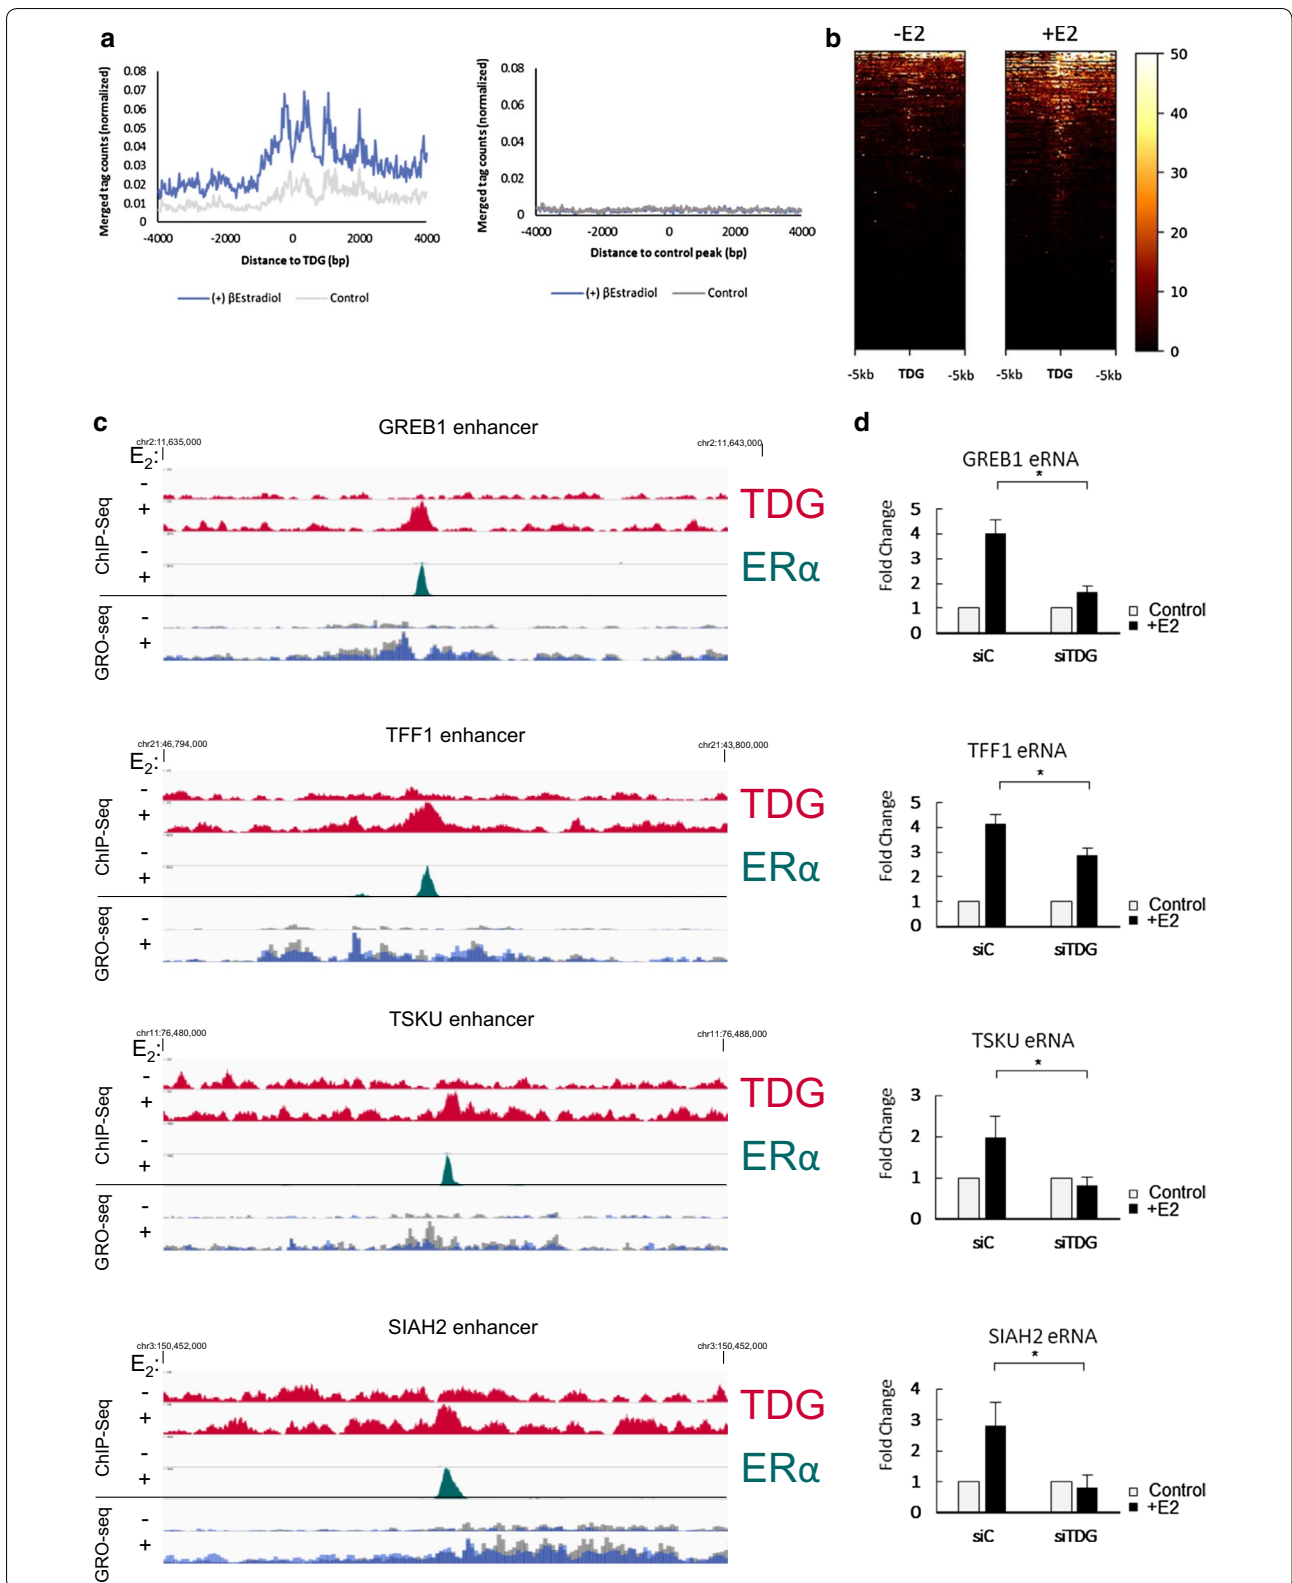 a
Merged tag counts (normalized)
0.08
0.07
0.06
0.05
0.04
0.03
0.02
0.01
0
-4000 -2000 0 2000 4000
Distance to TDG (bp)
(+) βEstradiol Control
Merged tag counts (normalized)
0.08
0.06
0.04
0.02
0
-4000 -2000 0 2000 4000
Distance to control peak (bp)
(+) βEstradiol Control
b
-E2 +E2
50
40
30
20
10
0
-5kb TDG -5kb -5kb TDG -5kb
c
GREB1 enhancer
chr2:11,635,000 chr2:11,643,000
E2:
ChIP-Seq
- + - +
TDG
ERα
GRO-seq
- +
TFF1 enhancer
chr21:46,794,000 chr21:43,800,000
E2:
ChIP-Seq
- + - +
TDG
ERα
GRO-seq
- +
TSKU enhancer
chr11:76,480,000 chr11:76,488,000
E2:
ChIP-Seq
- + - +
TDG
ERα
GRO-seq
- +
SIAH2 enhancer
chr3:150,452,000 chr3:150,452,000
E2:
ChIP-Seq
- + - +
TDG
ERα
GRO-seq
- +
d
GREB1 eRNA
*
Fold Change
5
4
3
2
1
0
siC siTDG
Control
+E2
TFF1 eRNA
*
Fold Change
5
4
3
2
1
0
siC siTDG
Control
+E2
TSKU eRNA
*
Fold Change
3
2
1
0
siC siTDG
Control
+E2
SIAH2 eRNA
*
Fold Change
4
3
2
1
0
siC siTDG
Control
+E2